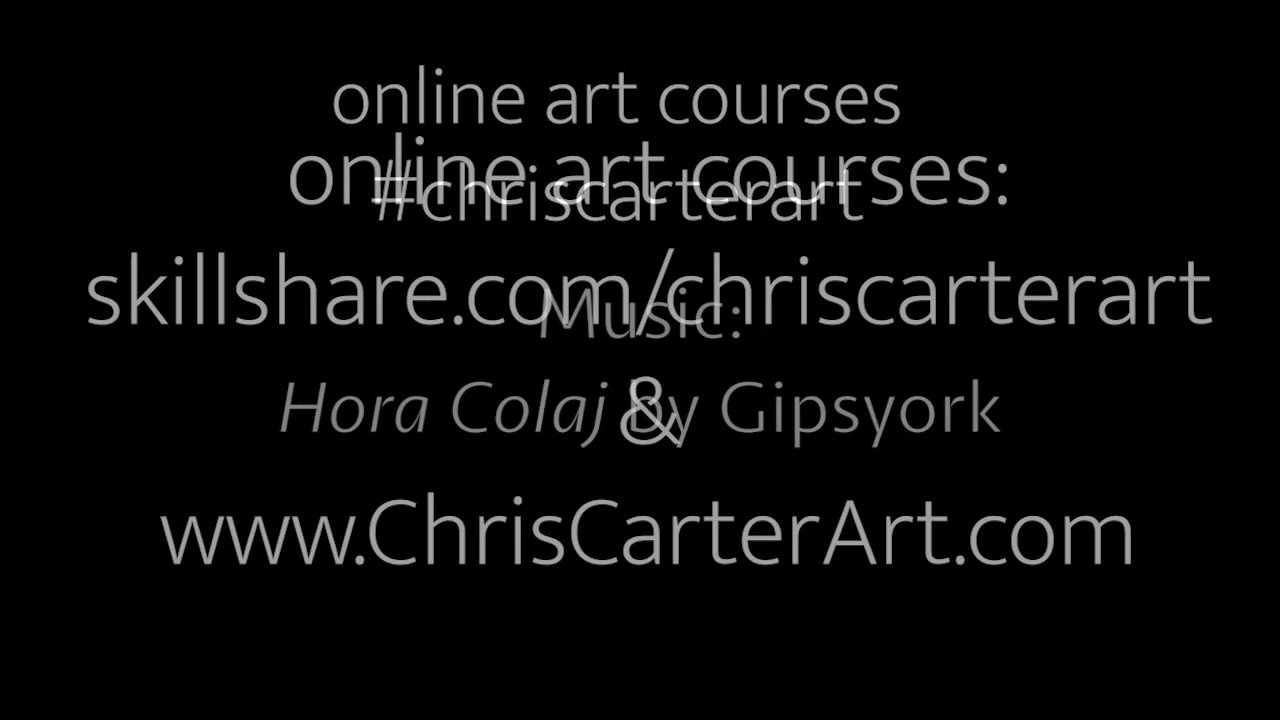 online art courses
online art courses:
#chriscarterart
skillshare.com/chriscarterart
Music:
Hora Colaj by Gipsyork
&
www.ChrisCarterArt.com